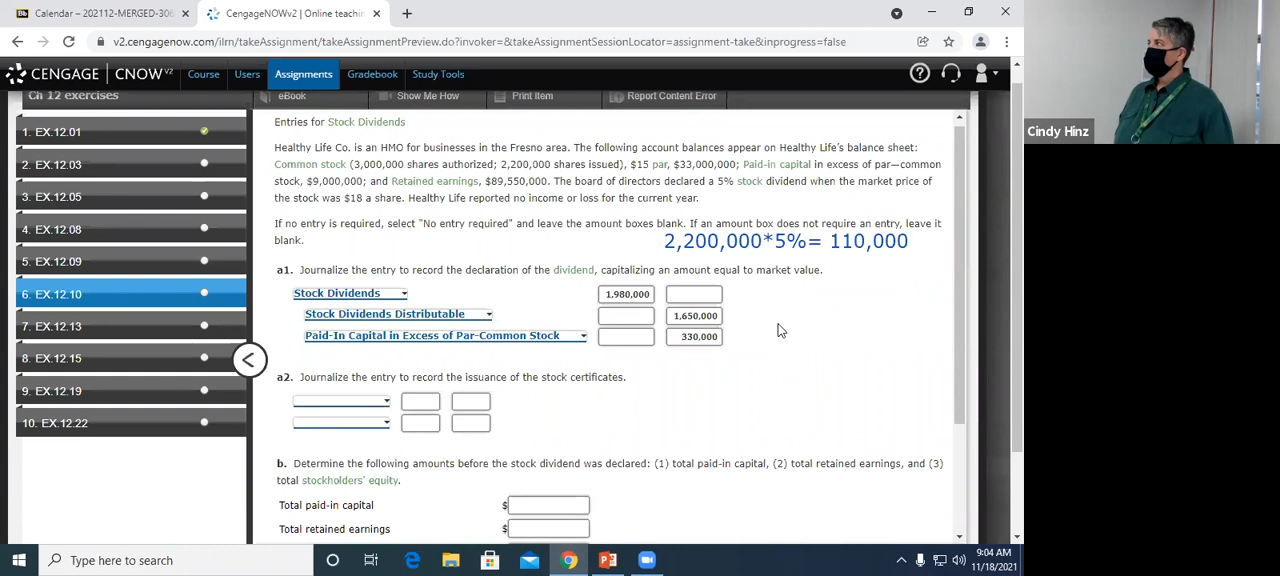 Calendar – 202112-MERGED-306
CengageNOWv2 | Online teachin
v2.cengagenow.com/ilrn/takeAssignment/takeAssignmentPreview.do?invoker=&takeAssignmentSessionLocator=assignment-take&inprogress=false
CENGAGE | CNOWv2 Course Users Assignments Gradebook Study Tools
Ch 12 exercises
eBook Show Me How Print Item Report Content Error
1. EX.12.01
2. EX.12.03
3. EX.12.05
4. EX.12.08
5. EX.12.09
6. EX.12.10
7. EX.12.13
8. EX.12.15
9. EX.12.19
10. EX.12.22
Entries for Stock Dividends
Healthy Life Co. is an HMO for businesses in the Fresno area. The following account balances appear on Healthy Life's balance sheet:
Common stock (3,000,000 shares authorized; 2,200,000 shares issued), $15 par, $33,000,000; Paid-in capital in excess of par—common
stock, $9,000,000; and Retained earnings, $89,550,000. The board of directors declared a 5% stock dividend when the market price of
the stock was $18 a share. Healthy Life reported no income or loss for the current year.
If no entry is required, select "No entry required" and leave the amount boxes blank. If an amount box does not require an entry, leave it
blank.
2,200,000*5%= 110,000
a1. Journalize the entry to record the declaration of the dividend, capitalizing an amount equal to market value.
Stock Dividends 1,980,000
Stock Dividends Distributable 1,650,000
Paid-In Capital in Excess of Par-Common Stock 330,000
a2. Journalize the entry to record the issuance of the stock certificates.
b. Determine the following amounts before the stock dividend was declared: (1) total paid-in capital, (2) total retained earnings, and (3)
total stockholders' equity.
Total paid-in capital $
Total retained earnings $
Cindy Hinz
Type here to search
9:04 AM
11/18/2021